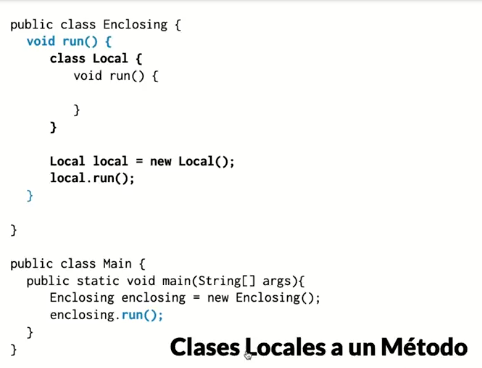 public class Enclosing {
void run() {
class Local {
void run() {
}
}
Local local = new Local();
local.run();
}
}
public class Main {
public static void main(String[] args){
Enclosing enclosing = new Enclosing();
enclosing.run();
}
}
Clases Locales a un Método